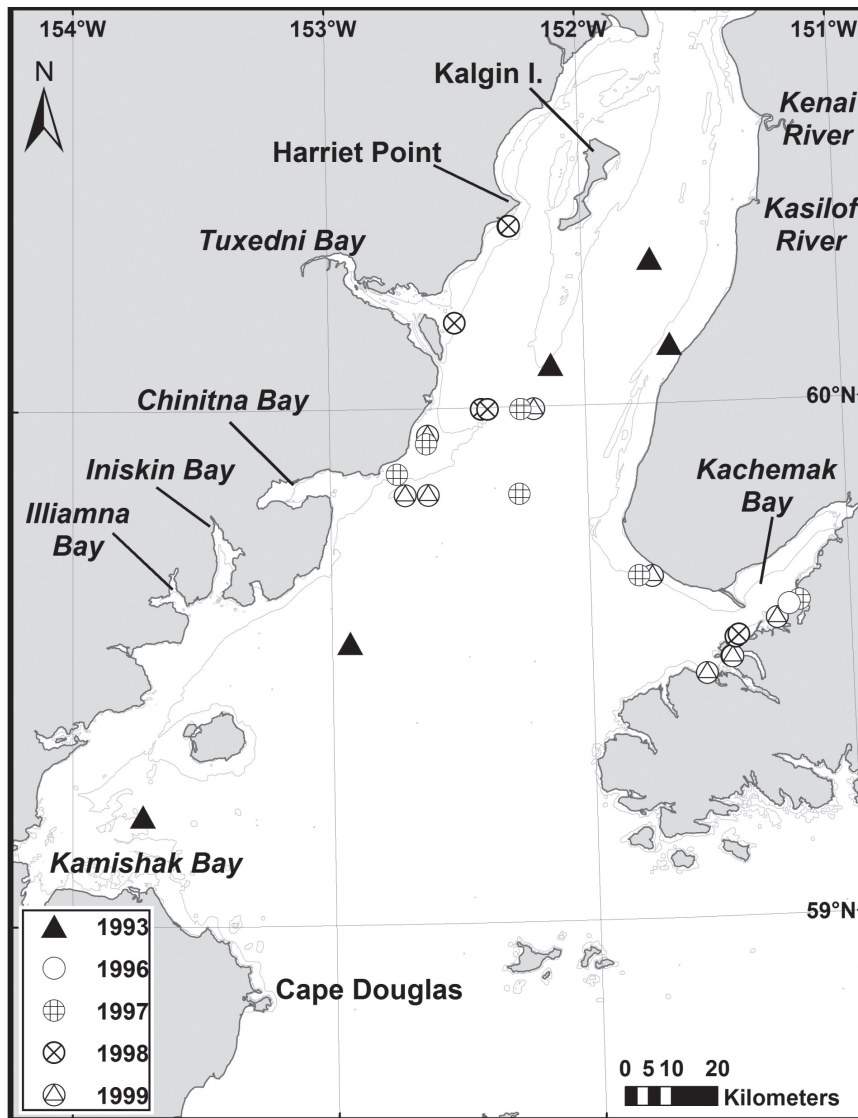 154°W 153°W 152°W 151°W
N
Kalgin I.
Kenai
River
Harriet Point
Kasilof
River
Tuxedni Bay
60°N
Chinitna Bay
Iniskin Bay
Kachemak
Bay
Illiamna
Bay
Kamishak Bay
59°N
1993
1996
1997
1998
1999
Cape Douglas
0 5 10 20
Kilometers